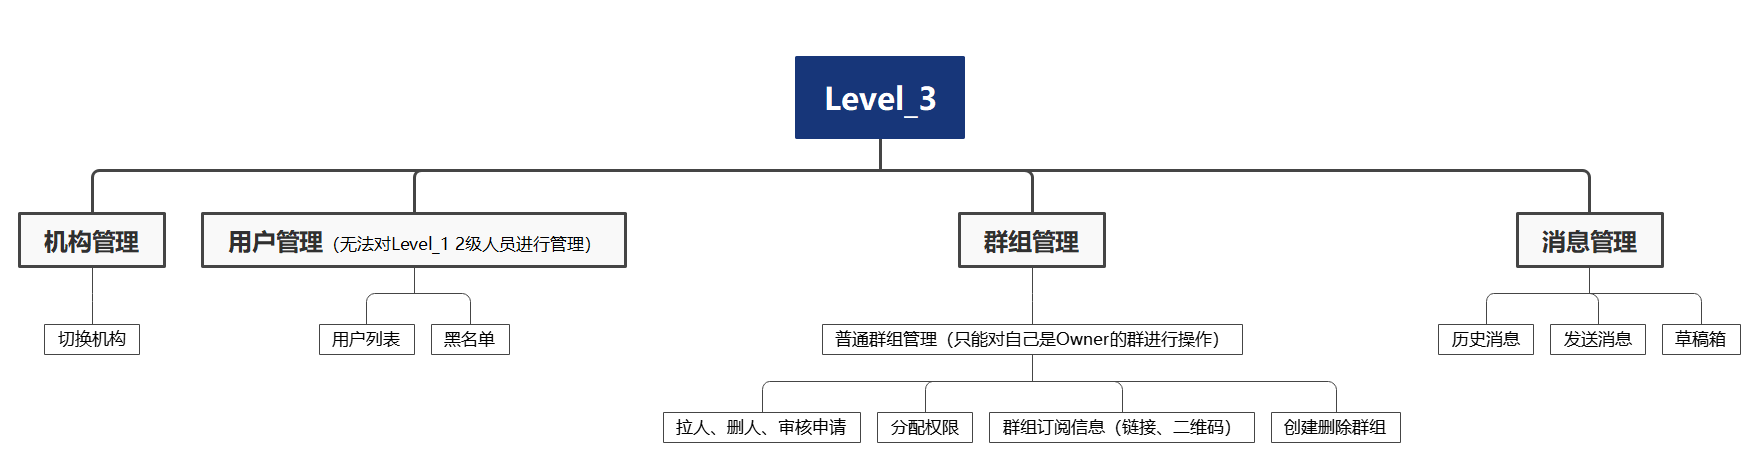 Level_3
机构管理
用户管理（无法对Level_1 2级人员进行管理）
群组管理
消息管理
切换机构
用户列表
黑名单
普通群组管理（只能对自己是Owner的群进行操作）
历史消息
发送消息
草稿箱
拉人、删人、审核申请
分配权限
群组订阅信息（链接、二维码）
创建删除群组